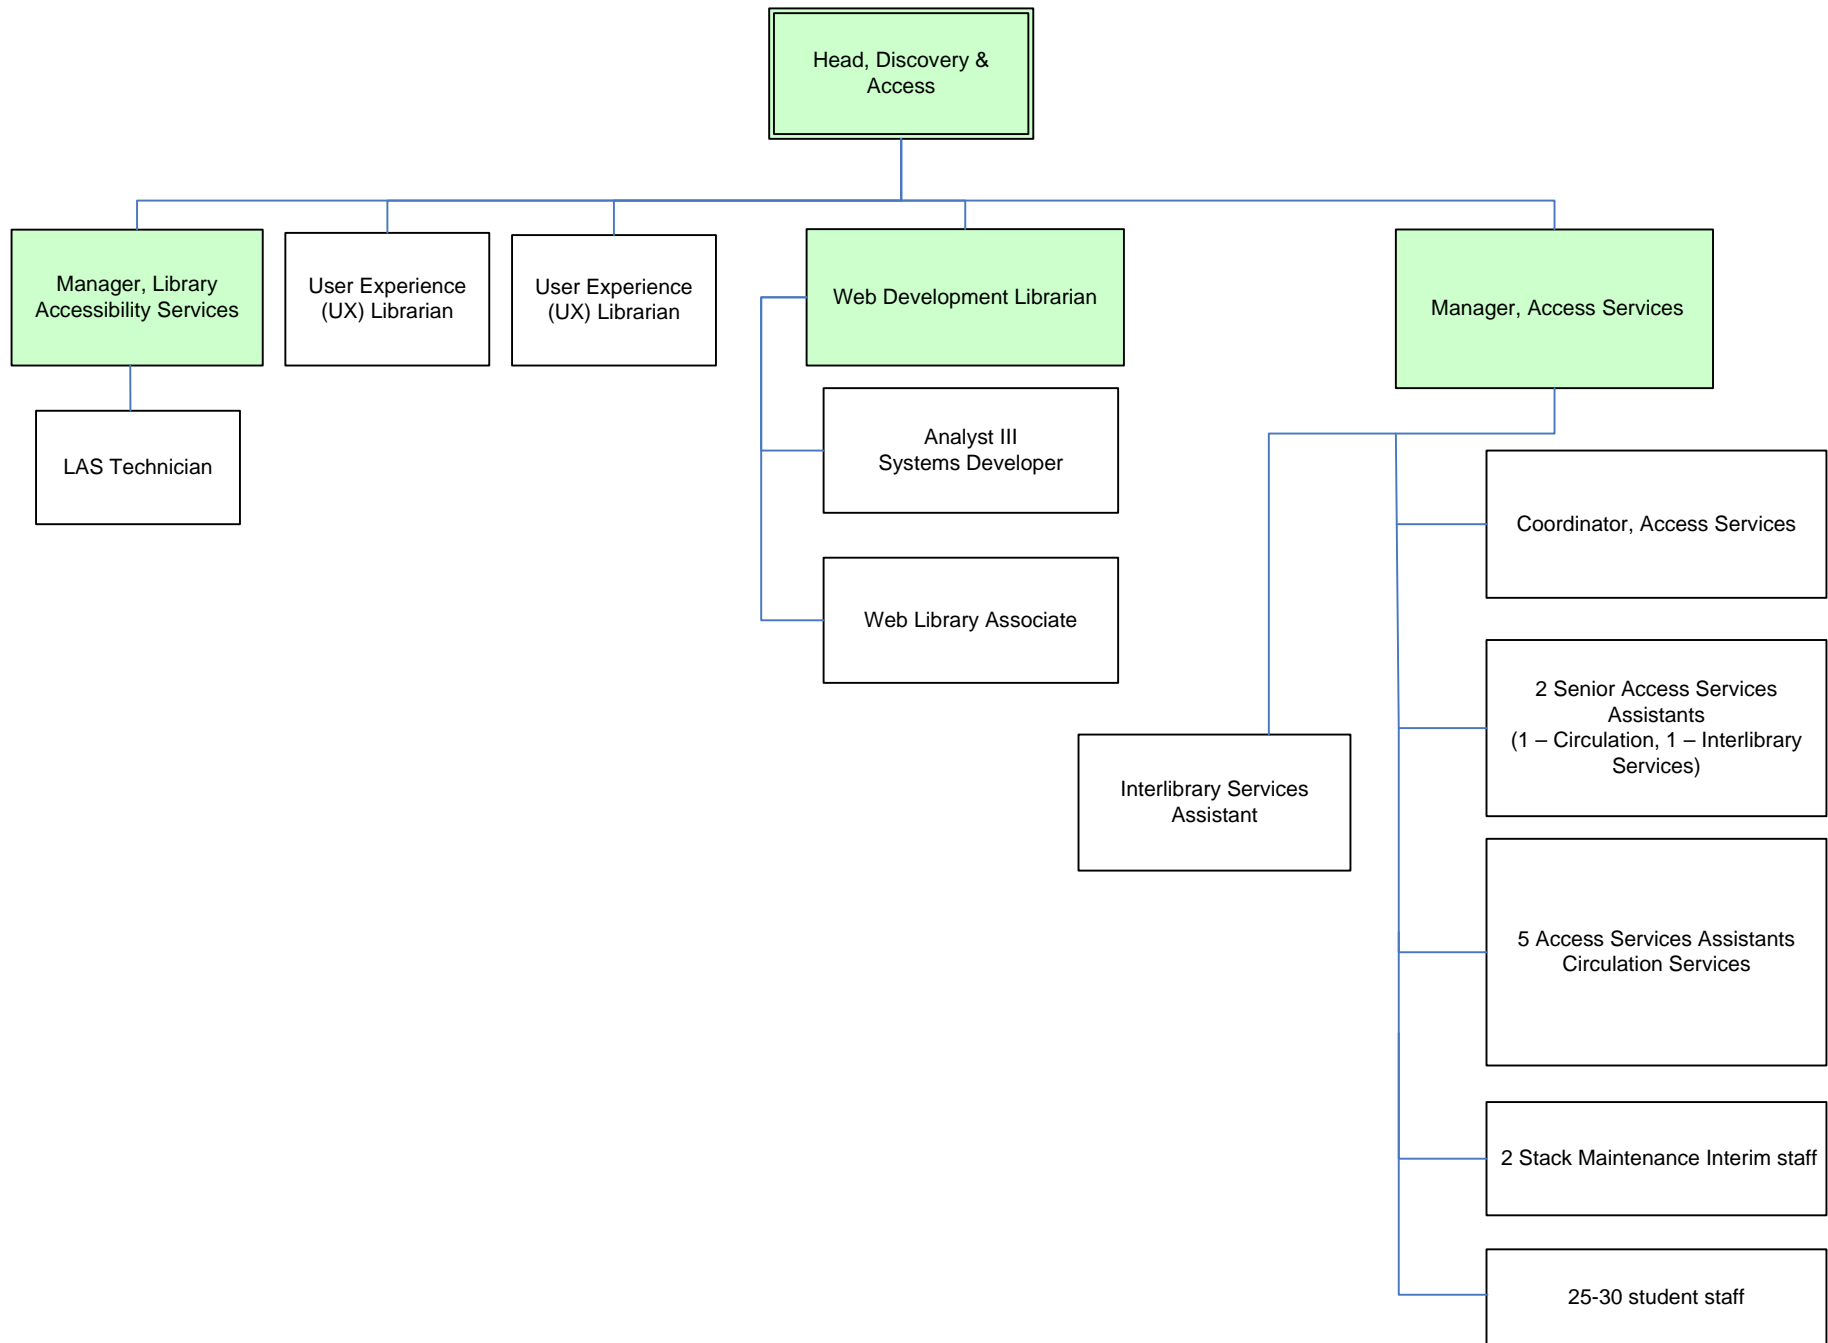 Head, Discovery &
Access
Manager, Library
Accessibility Services
User Experience
(UX) Librarian
User Experience
(UX) Librarian
Web Development Librarian
Manager, Access Services
LAS Technician
Analyst III
Systems Developer
Web Library Associate
Interlibrary Services
Assistant
Coordinator, Access Services
2 Senior Access Services
Assistants
(1 – Circulation, 1 – Interlibrary
Services)
5 Access Services Assistants
Circulation Services
2 Stack Maintenance Interim staff
25-30 student staff